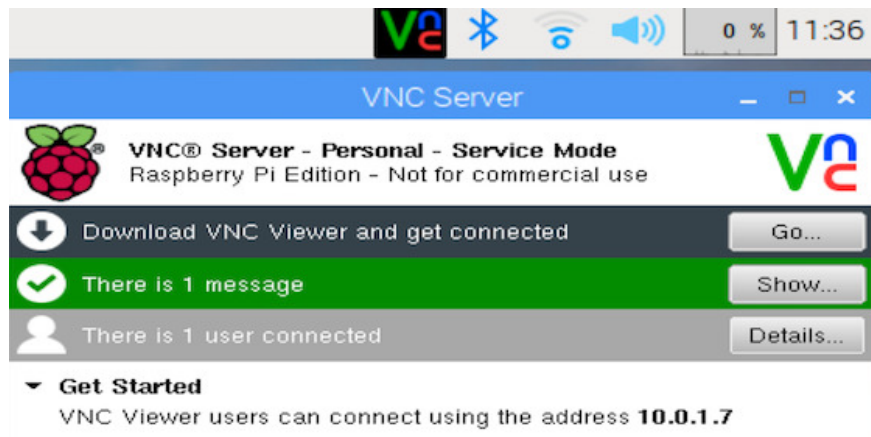 VNC 0 % 11:36
VNC Server
VNC® Server - Personal - Service Mode
Raspberry Pi Edition - Not for commercial use
® VNC
Download VNC Viewer and get connected Go...
There is 1 message Show...
There is 1 user connected Details...
Get Started
VNC Viewer users can connect using the address 10.0.1.7